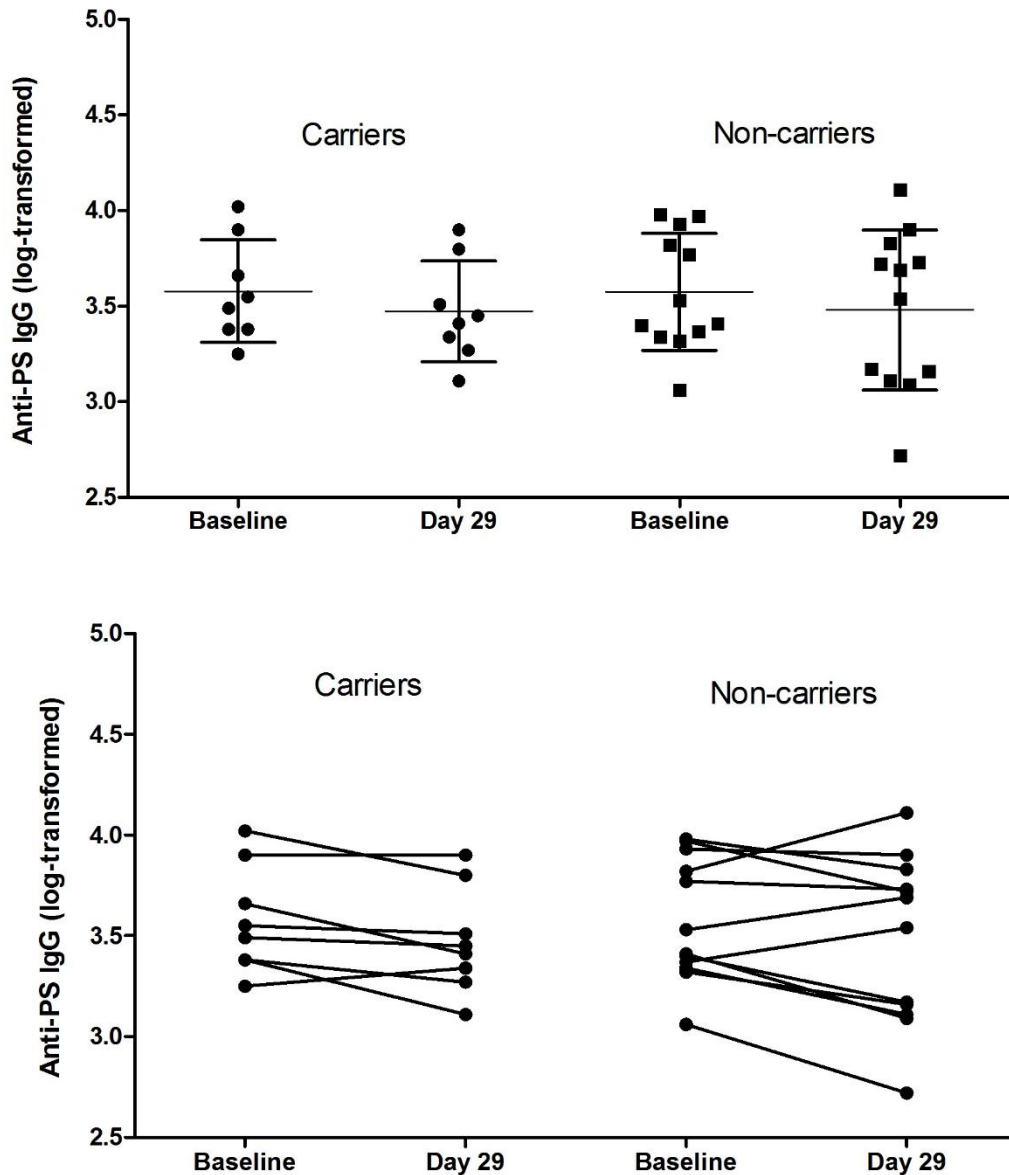 Anti-PS IgG (log-transformed)
5.0
4.5
4.0
3.5
3.0
2.5
Carriers
Non-carriers
Baseline
Day 29
Baseline
Day 29
Anti-PS IgG (log-transformed)
5.0
4.5
4.0
3.5
3.0
2.5
Carriers
Non-carriers
Baseline
Day 29
Baseline
Day 29